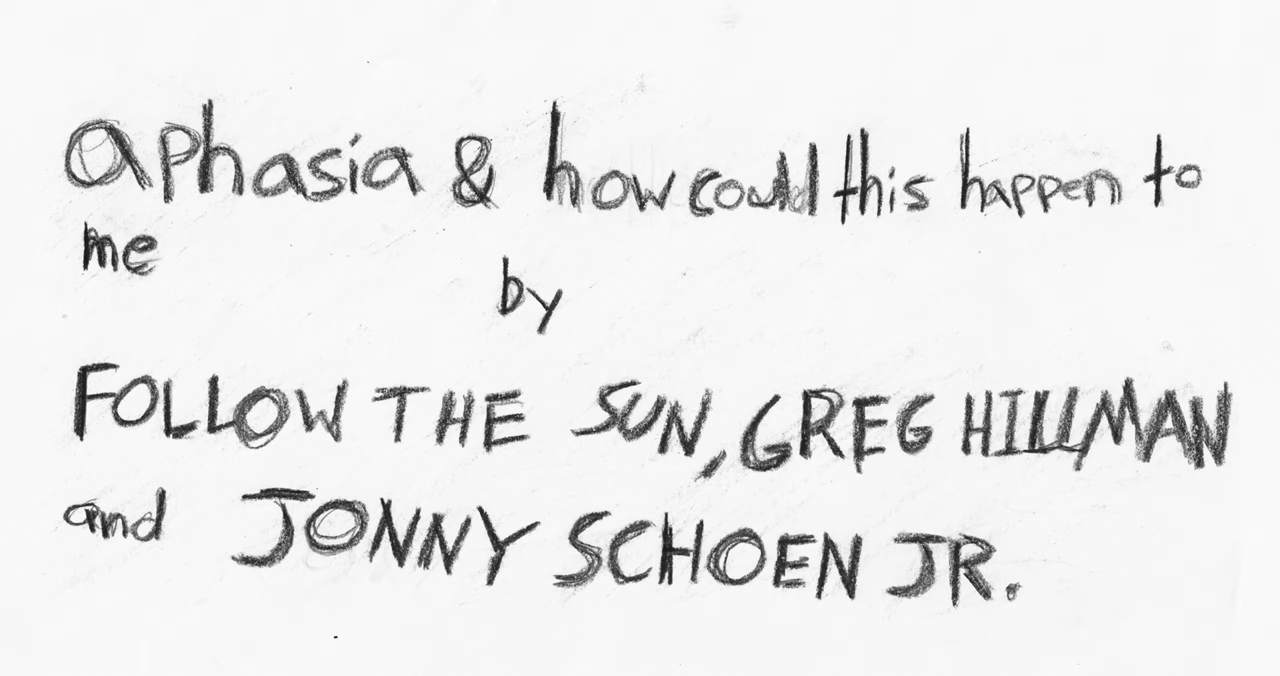 aphasia & how could this happen to
me
by
FOLLOW THE SUN, GREG HILLMAN
and JONNY SCHOEN JR.